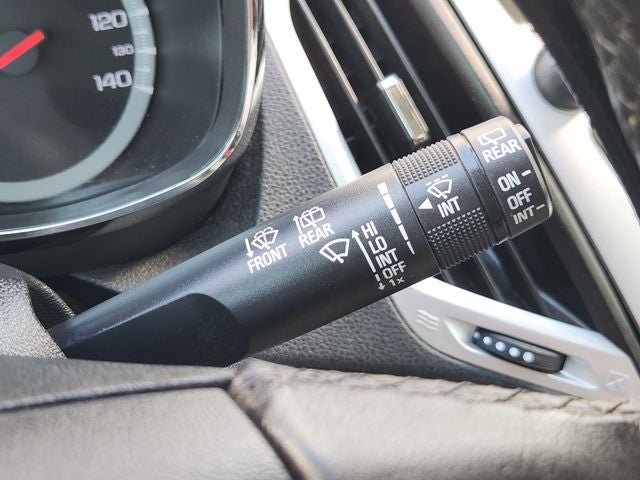 120
130
140
FRONT
REAR
HI
LO
INT
OFF
1x
INT
REAR
ON
OFF
INT